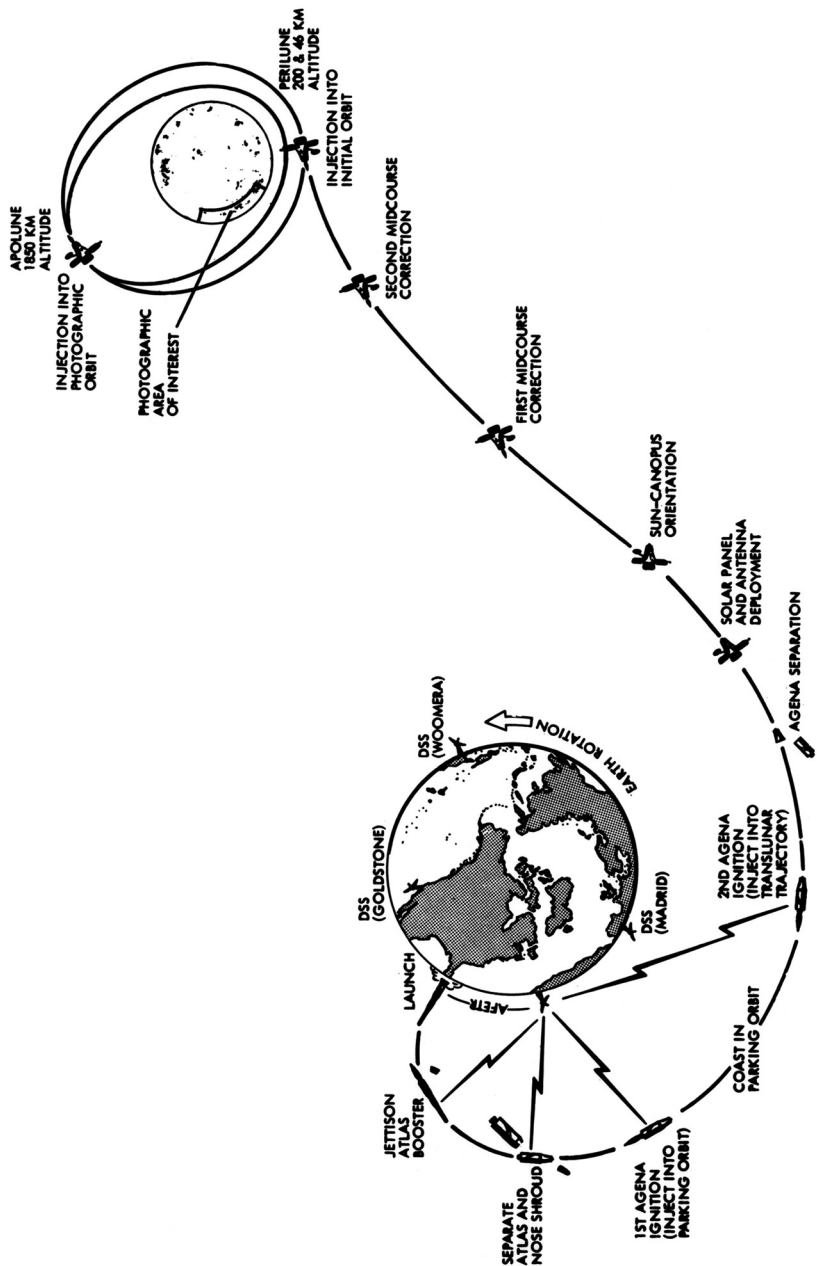 LAUNCH
JETTISON
ATLAS
BOOSTER
SEPARATE
ATLAS AND
NOSE SHROUD
1ST AGENA
IGNITION
(INJECT INTO
PARKING ORBIT)
COAST IN
PARKING ORBIT
AFETR
DSS
(GOLDSTONE)
DSS
(WOOMERA)
DSS
(MADRID)
EARTH ROTATION
2ND AGENA
IGNITION
(INJECT INTO
TRANSLUNAR
TRAJECTORY)
AGENA SEPARATION
SOLAR PANEL
AND ANTENNA
DEPLOYMENT
SUN-CANOPUS
ORIENTATION
FIRST MIDCOURSE
CORRECTION
SECOND MIDCOURSE
CORRECTION
INJECTION INTO
INITIAL ORBIT
PERILUNE
200 & 46 KM
ALTITUDE
APOLUNE
1850 KM
ALTITUDE
INJECTION INTO
PHOTOGRAPHIC
ORBIT
PHOTOGRAPHIC
AREA
OF INTEREST